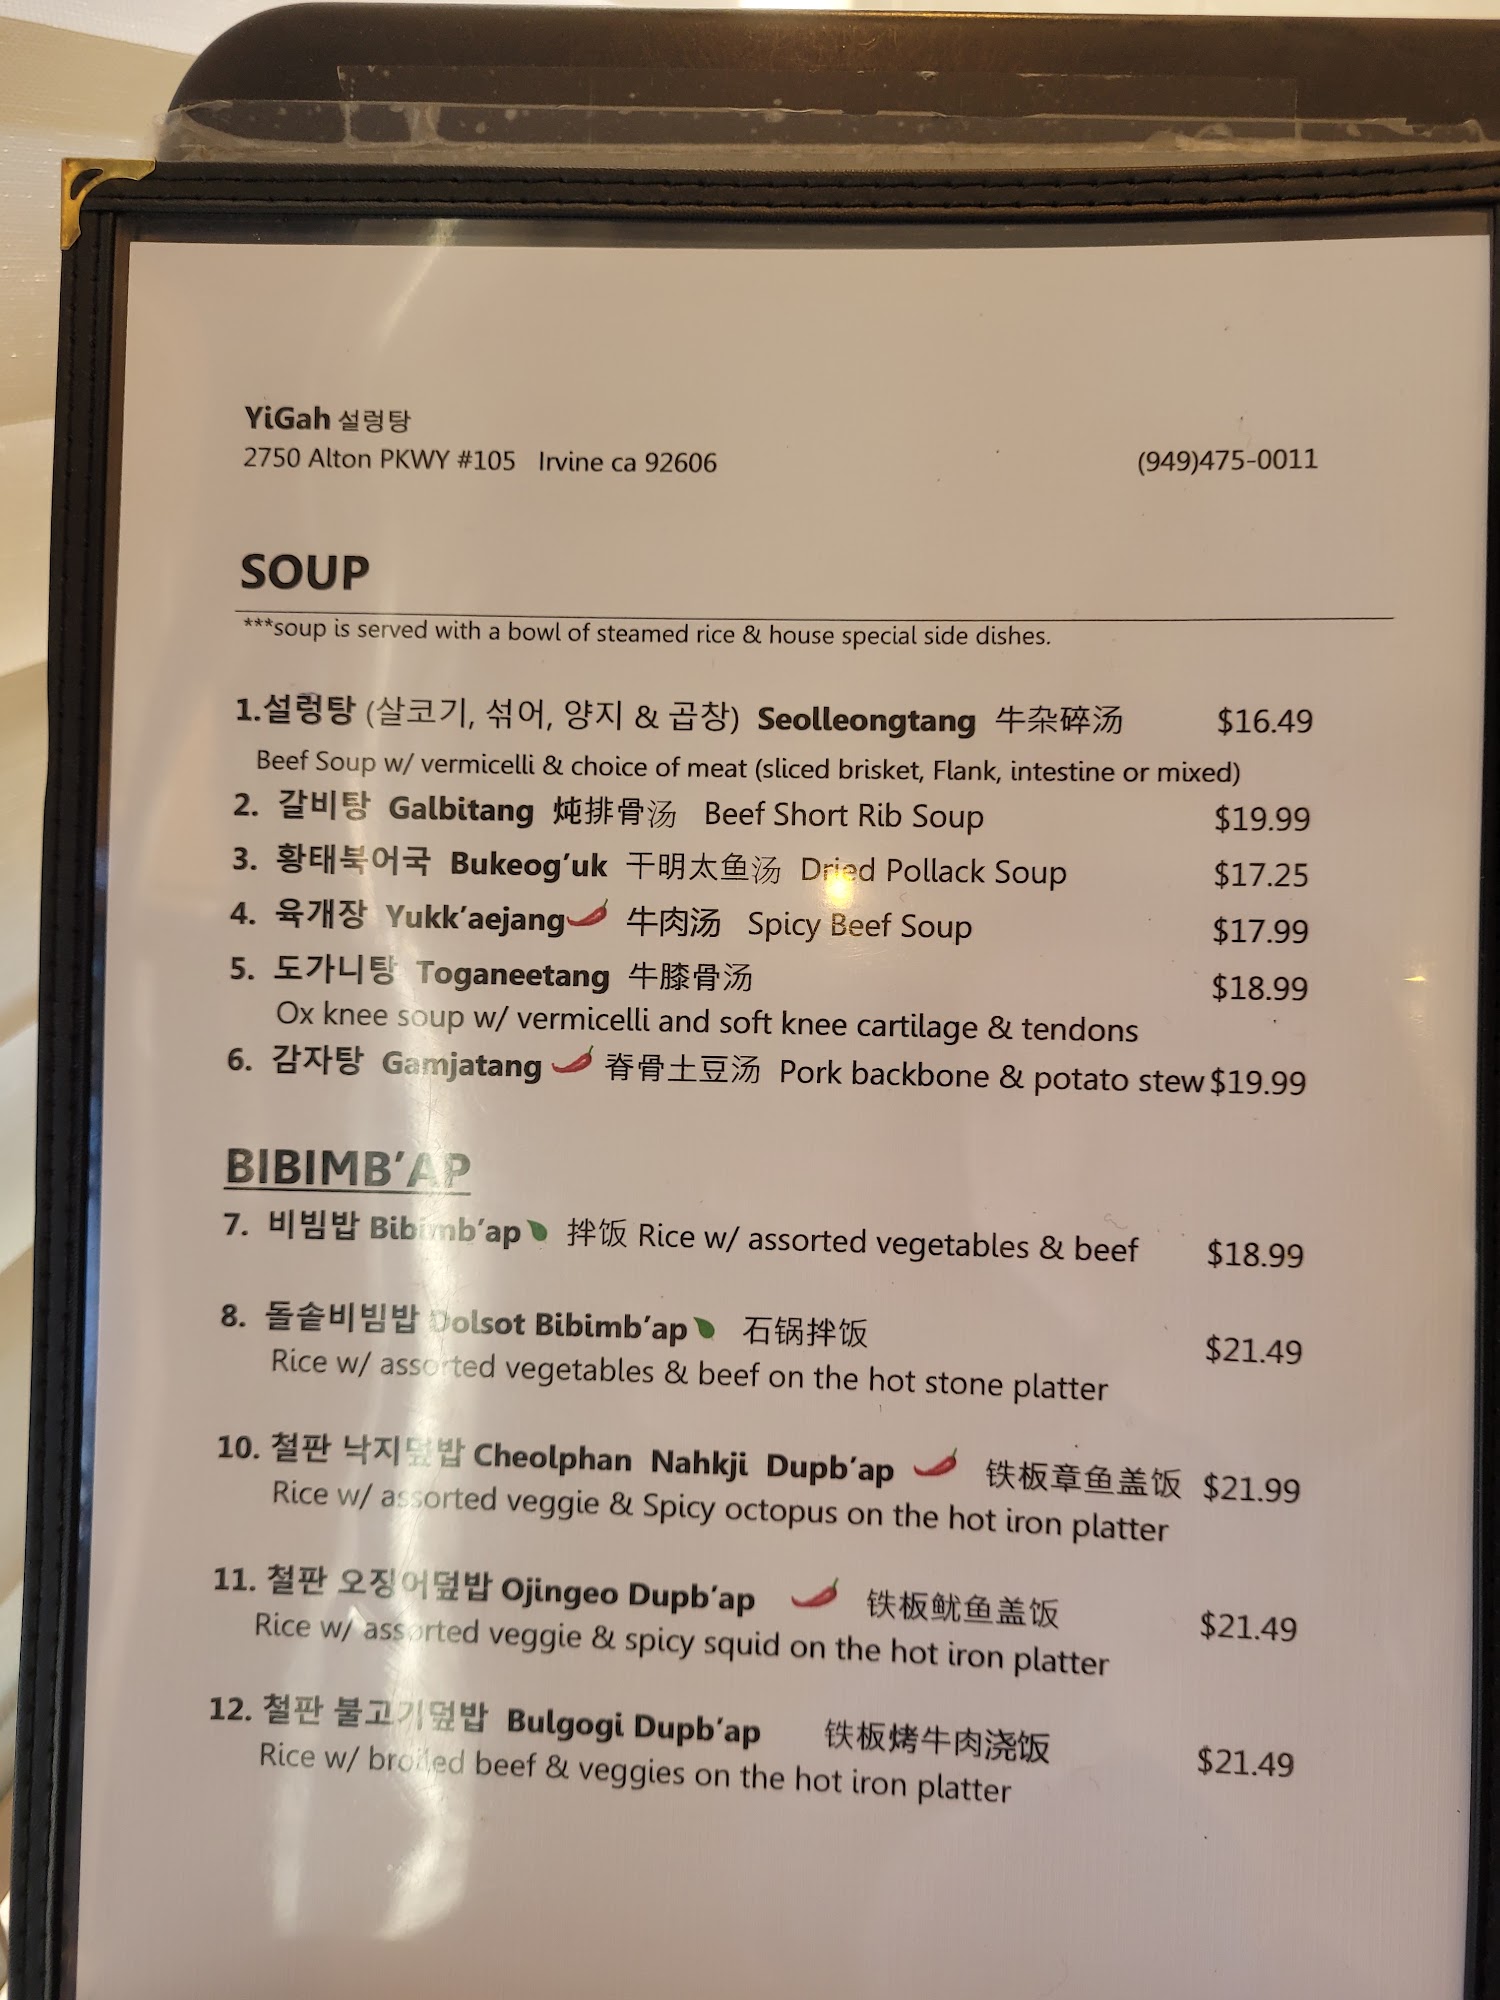 YiGah 설렁탕
2750 Alton PKWY #105 Irvine ca 92606 (949)475-0011
SOUP
***soup is served with a bowl of steamed rice & house special side dishes.
1.설렁탕 (살코기, 섞어, 양지 & 곱창) Seolleongtang 牛杂碎汤 $16.49
Beef Soup w/ vermicelli & choice of meat (sliced brisket, Flank, intestine or mixed)
2. 갈비탕 Galbitang 炖排骨汤 Beef Short Rib Soup $19.99
3. 황태북어국 Bukeog'uk 干明太鱼汤 Dried Pollack Soup $17.25
4. 육개장 Yukk'aejang 牛肉汤 Spicy Beef Soup $17.99
5. 도가니탕 Toganeetang 牛膝骨汤 $18.99
Ox knee soup w/ vermicelli and soft knee cartilage & tendons
6. 감자탕 Gamjatang 脊骨土豆汤 Pork backbone & potato stew $19.99
BIBIMB'AP
7. 비빔밥 Bibimb'ap 拌饭 Rice w/ assorted vegetables & beef $18.99
8. 돌솥비빔밥 Dolsot Bibimb'ap 石锅拌饭 $21.49
Rice w/ assorted vegetables & beef on the hot stone platter
10. 철판 낙지덮밥 Cheolphan Nahkji Dupb'ap 铁板章鱼盖饭 $21.99
Rice w/ assorted veggie & Spicy octopus on the hot iron platter
11. 철판 오징어덮밥 Ojingeo Dupb'ap 铁板鱿鱼盖饭 $21.49
Rice w/ assorted veggie & spicy squid on the hot iron platter
12. 철판 불고기덮밥 Bulgogi Dupb'ap 铁板烤牛肉浇饭 $21.49
Rice w/ broiled beef & veggies on the hot iron platter